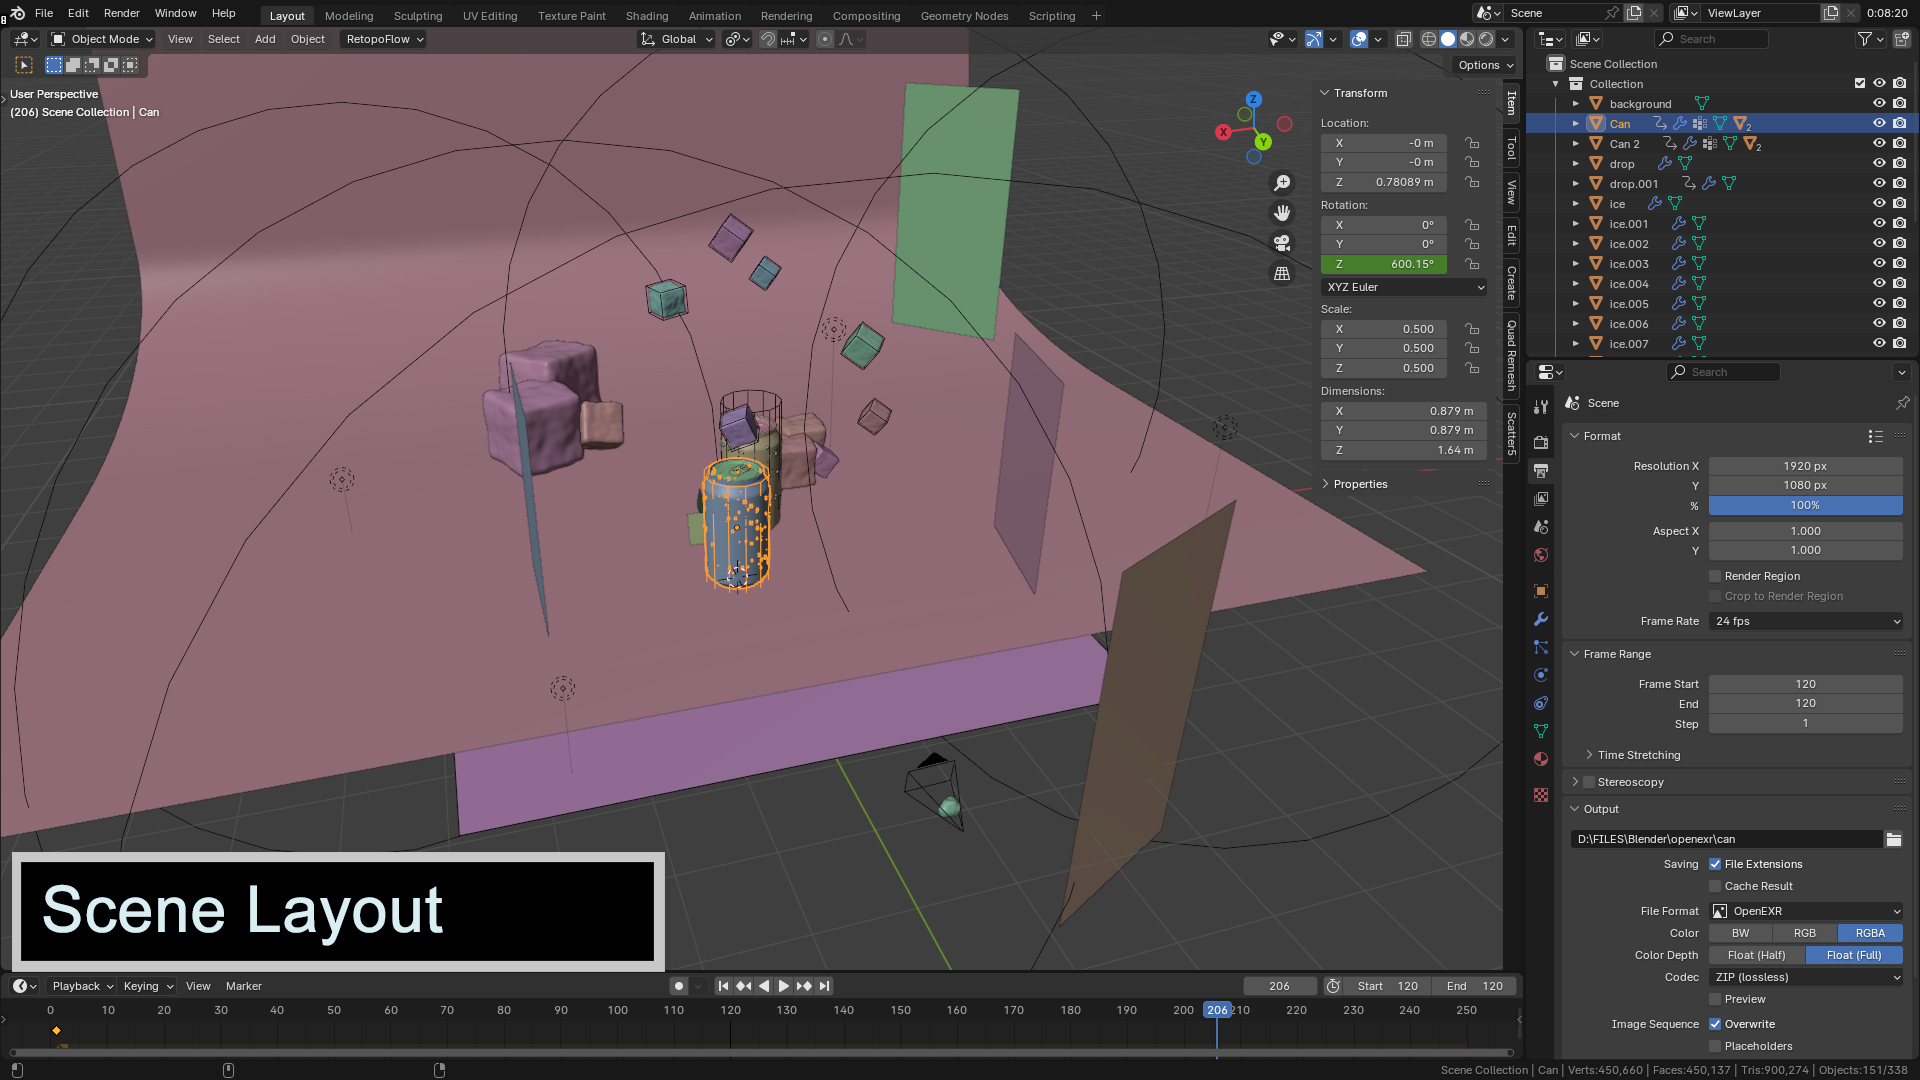 File Edit Render Window Help
Layout Modeling Sculpting UV Editing Texture Paint Shading Animation Rendering Compositing Geometry Nodes Scripting +
Scene
ViewLayer
0:08:20
Object Mode View Select Add Object RetopoFlow
Global
Options
User Perspective
(206) Scene Collection | Can
Z
X
Y
Transform
Location:
X -0 m
Y -0 m
Z 0.78089 m
Rotation:
X 0°
Y 0°
Z 600.15°
XYZ Euler
Scale:
X 0.500
Y 0.500
Z 0.500
Dimensions:
X 0.879 m
Y 0.879 m
Z 1.64 m
Properties
Item
Tool
View
Edit
Create
Quad Remesh
Scatter5
Search
Scene Collection
Collection
background
Can 2
Can 2 2
drop
drop.001
ice
ice.001
ice.002
ice.003
ice.004
ice.005
ice.006
ice.007
Search
Scene
Format
Resolution X 1920 px
Y 1080 px
% 100%
Aspect X 1.000
Y 1.000
Render Region
Crop to Render Region
Frame Rate 24 fps
Frame Range
Frame Start 120
End 120
Step 1
Time Stretching
Stereoscopy
Output
D:\FILES\Blender\openexr\can
Saving File Extensions
Cache Result
File Format OpenEXR
Color BW RGB RGBA
Color Depth Float (Half) Float (Full)
Codec ZIP (lossless)
Preview
Image Sequence Overwrite
Placeholders
Scene Layout
Playback Keying View Marker
206 Start 120 End 120
0 10 20 30 40 50 60 70 80 90 100 110 120 130 140 150 160 170 180 190 200 206 210 220 230 240 250
Scene Collection | Can | Verts:450,660 | Faces:450,137 | Tris:900,274 | Objects:151/338